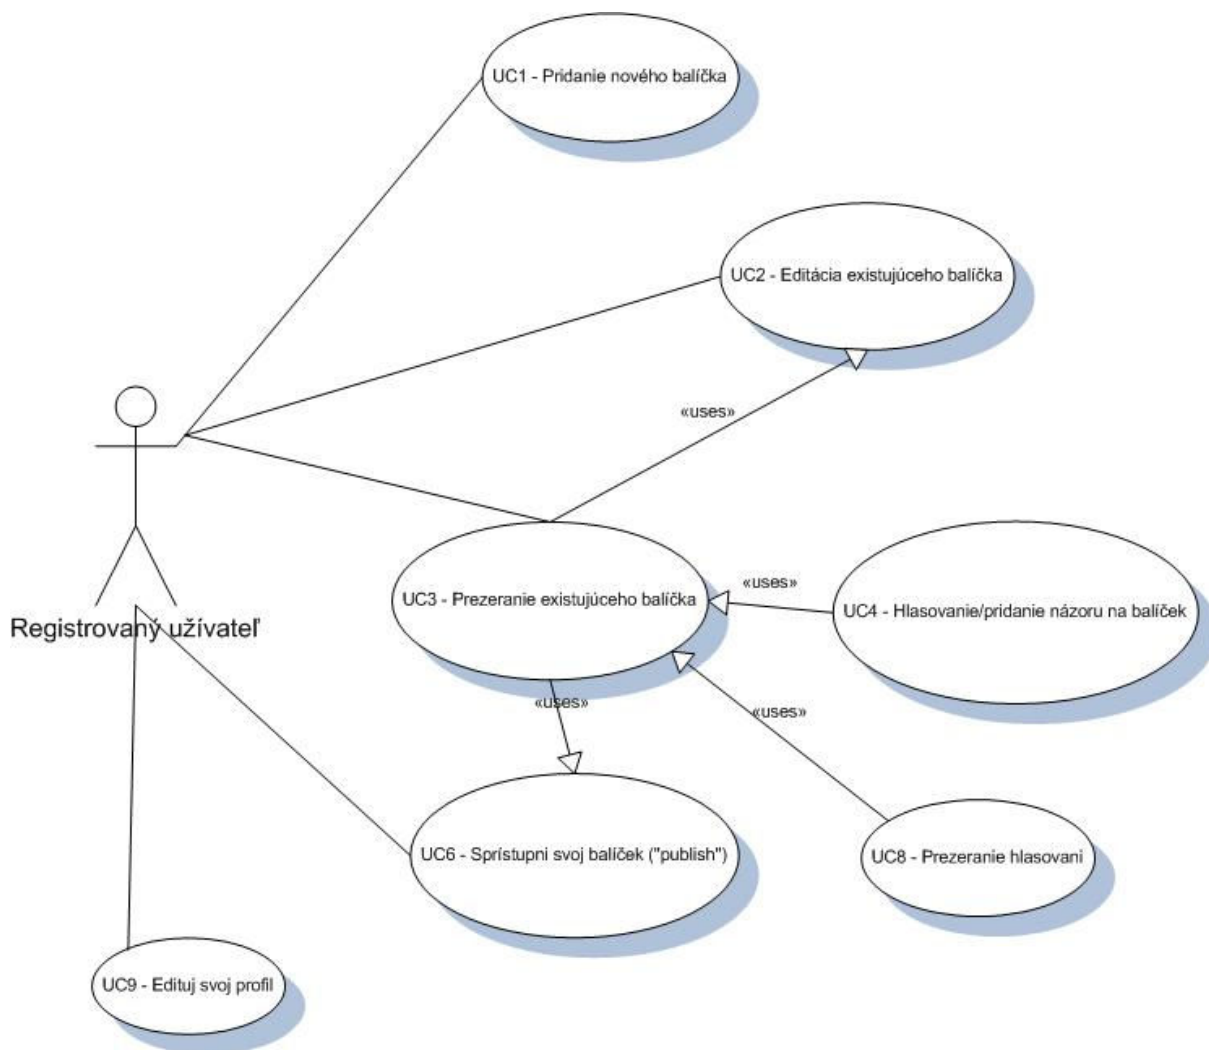 UC1 - Pridanie nového balíčka
UC2 - Editácia existujúceho balíčka
«uses»
UC3 - Prezeranie existujúceho balíčka
«uses»
UC4 - Hlasovanie/pridanie názoru na balíček
Registrovaný užívateľ
«uses»
«uses»
UC6 - Sprístupni svoj balíček ("publish")
UC8 - Prezeranie hlasovani
UC9 - Edituj svoj profil